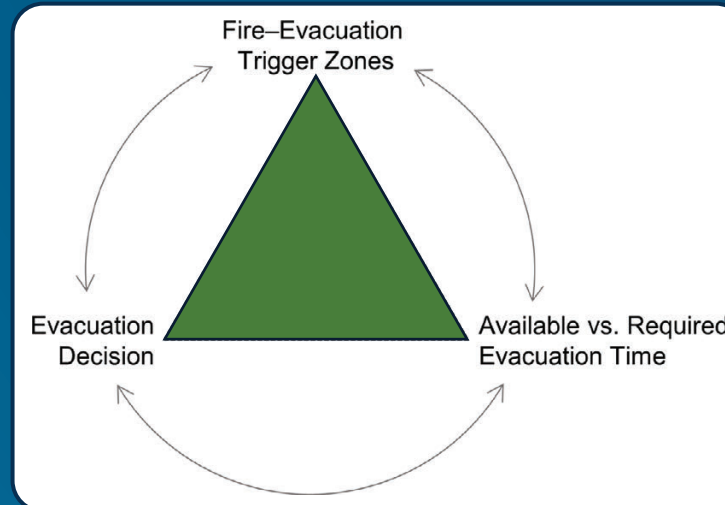 Fire–Evacuation
Trigger Zones
Evacuation
Decision
Available vs. Required
Evacuation Time